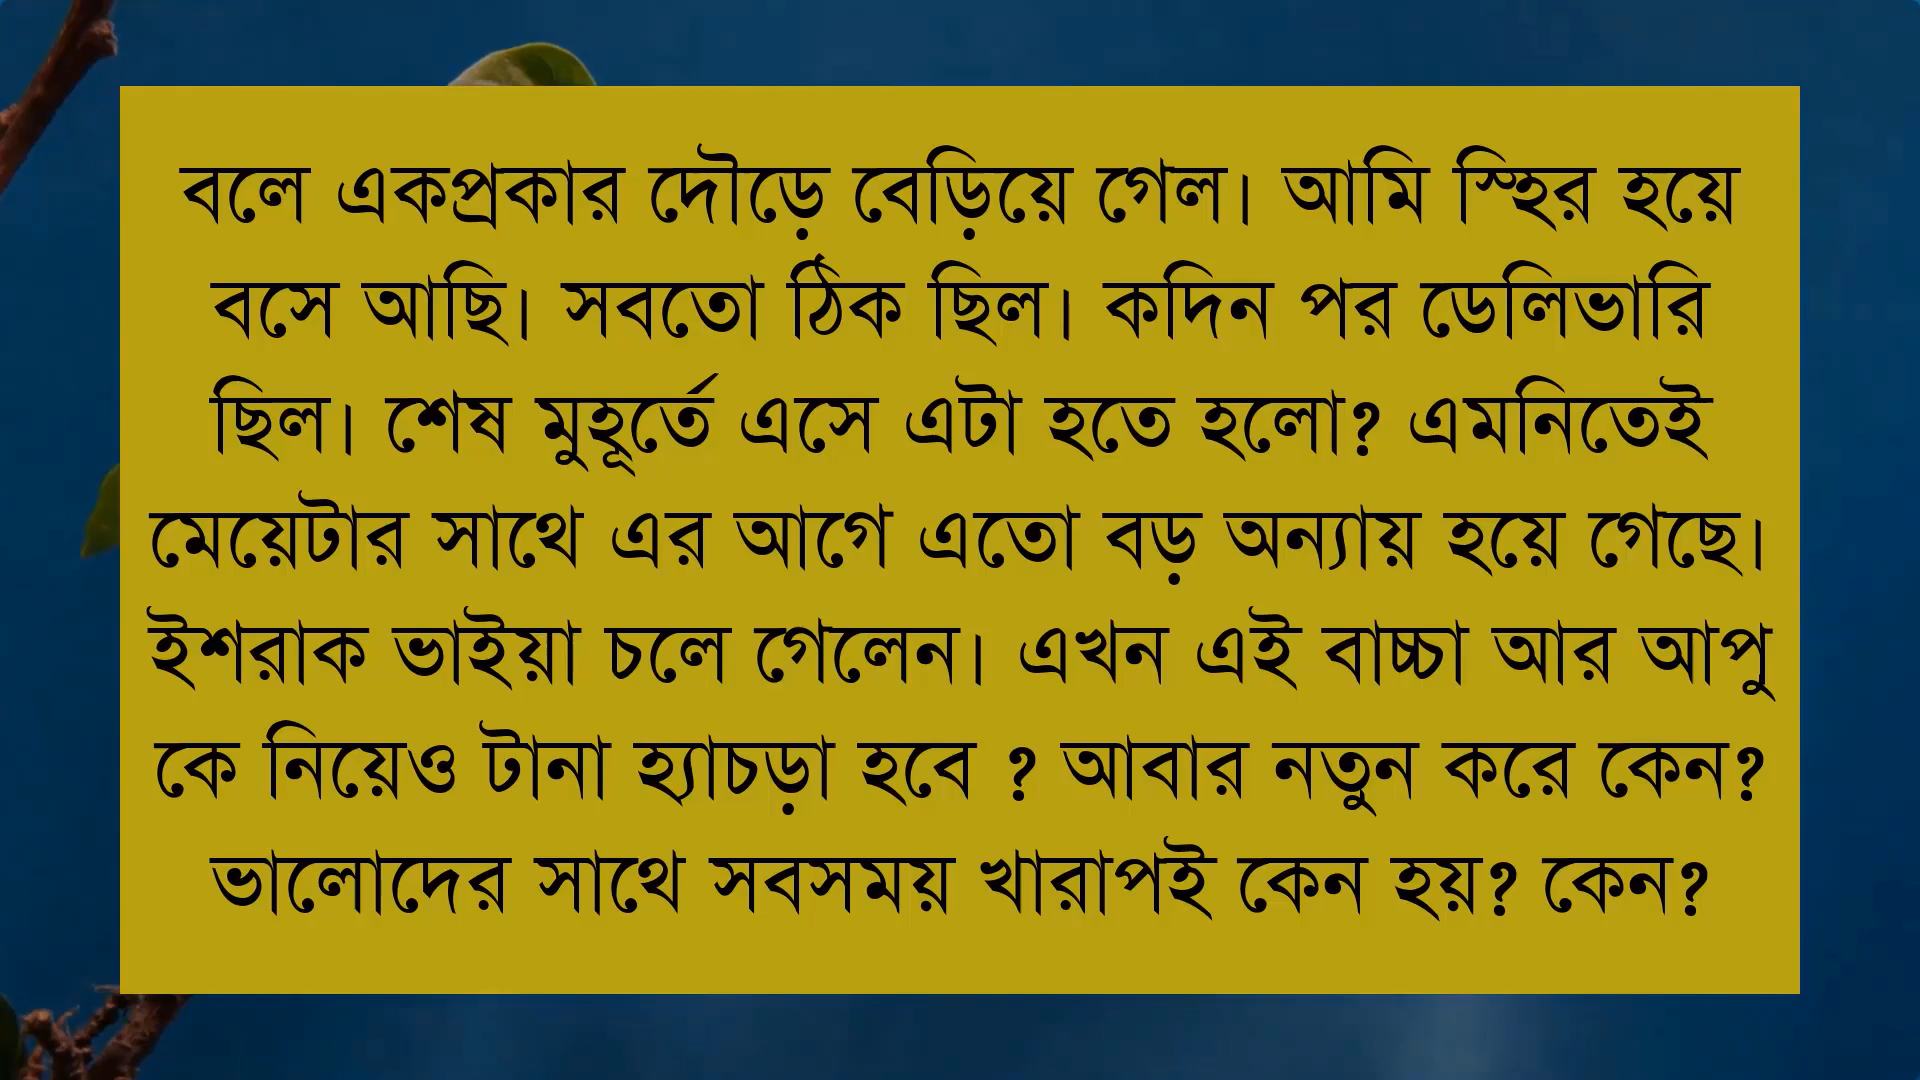 বলে একপ্রকার দৌড়ে বেড়িয়ে গেল। আমি স্হির হয়ে
বসে আছি। সবতো ঠিক ছিল। কদিন পর ডেলিভারি
ছিল। শেষ মুহূর্তে এসে এটা হতে হলো? এমনিতেই
মেয়েটার সাথে এর আগে এতো বড় অন্যায় হয়ে গেছে।
ইশরাক ভাইয়া চলে গেলেন। এখন এই বাচ্চা আর আপু
কে নিয়েও টানা হ্যাচড়া হবে ? আবার নতুন করে কেন?
ভালোদের সাথে সবসময় খারাপই কেন হয়? কেন?